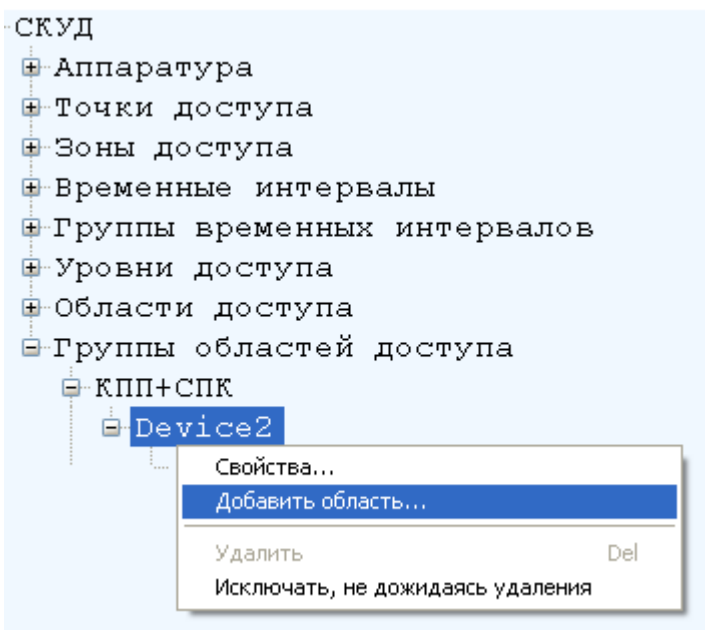 СКУД
Аппаратура
Точки доступа
Зоны доступа
Временные интервалы
Группы временных интервалов
Уровни доступа
Области доступа
Группы областей доступа
КПП+СПК
Device2
Свойства...
Добавить область...
Удалить Del
Исключать, не дожидаясь удаления